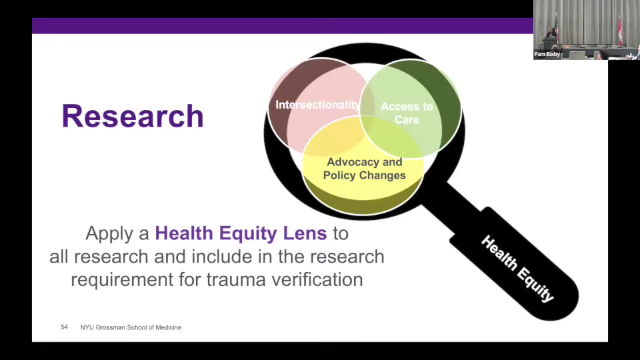 Pam Bixby
Research
Intersectionality
Access to
Care
Advocacy and
Policy Changes
Health Equity
Apply a Health Equity Lens to
all research and include in the research
requirement for trauma verification
54 NYU Grossman School of Medicine